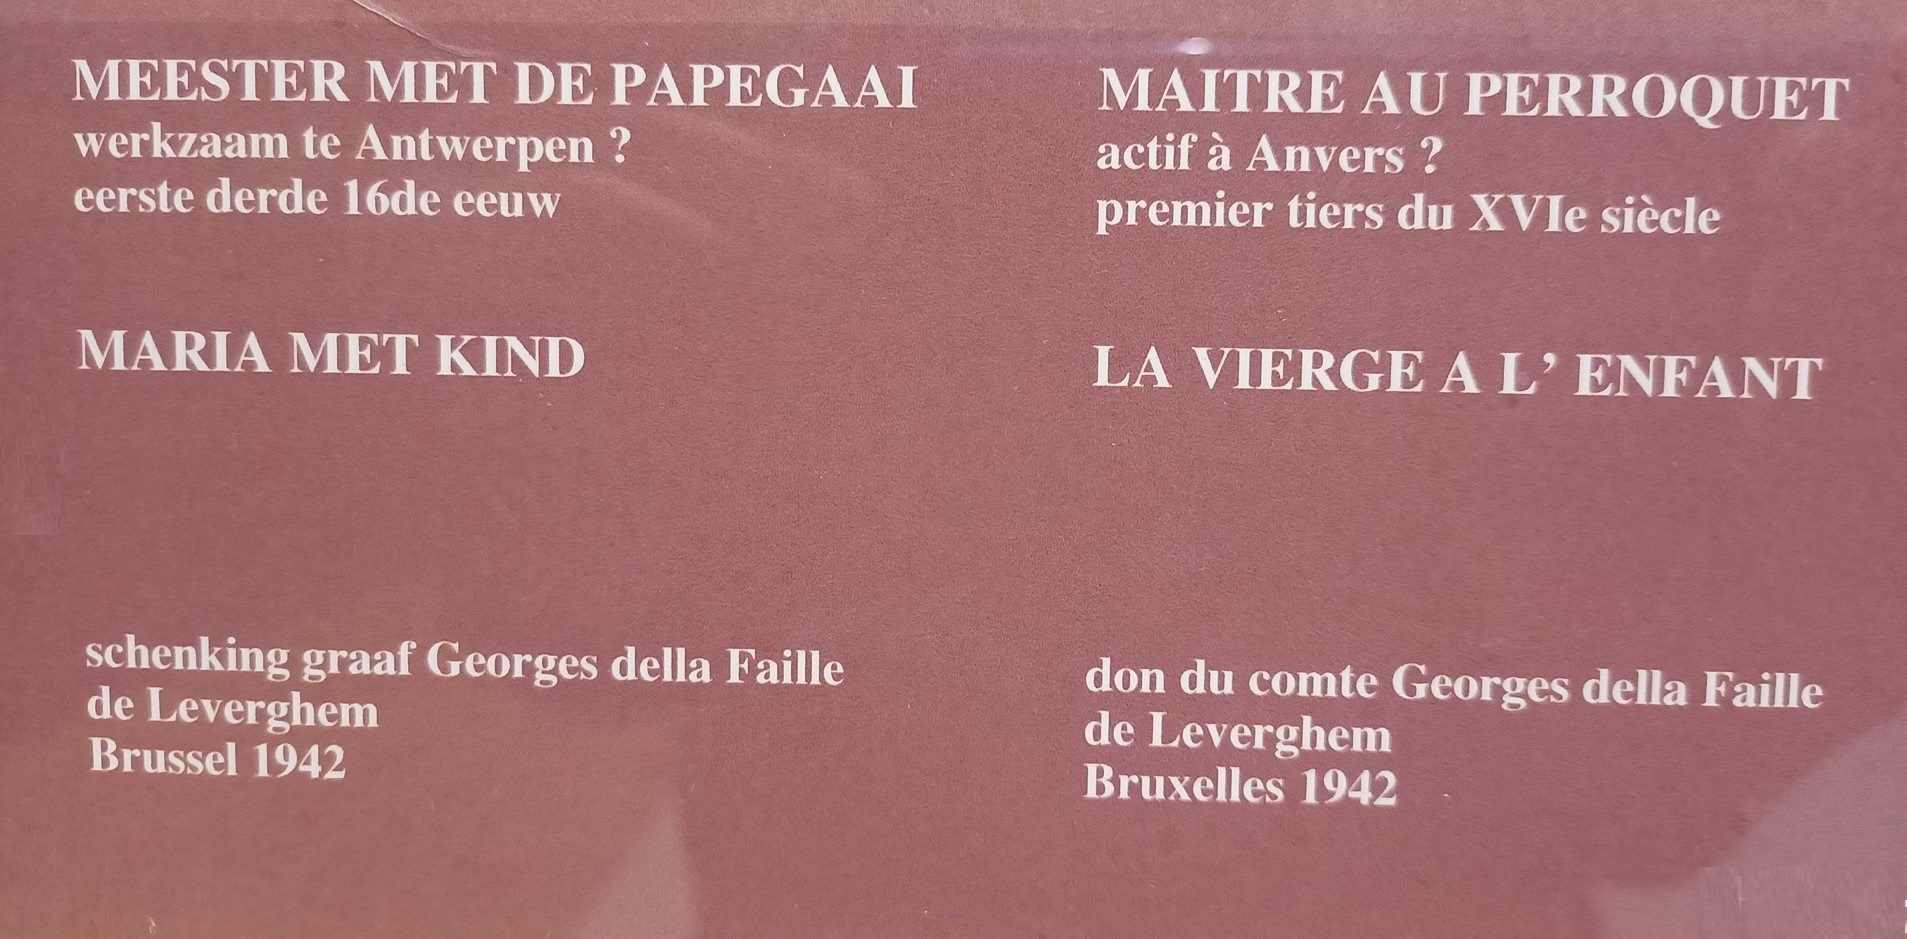 MEESTER MET DE PAPEGAAI
werkzaam te Antwerpen ?
eerste derde 16de eeuw
MARIA MET KIND
schenking graaf Georges della Faille
de Leverghem
Brussel 1942
MAITRE AU PERROQUET
actif à Anvers ?
premier tiers du XVIe siècle
LA VIERGE A L’ ENFANT
don du comte Georges della Faille
de Leverghem
Bruxelles 1942